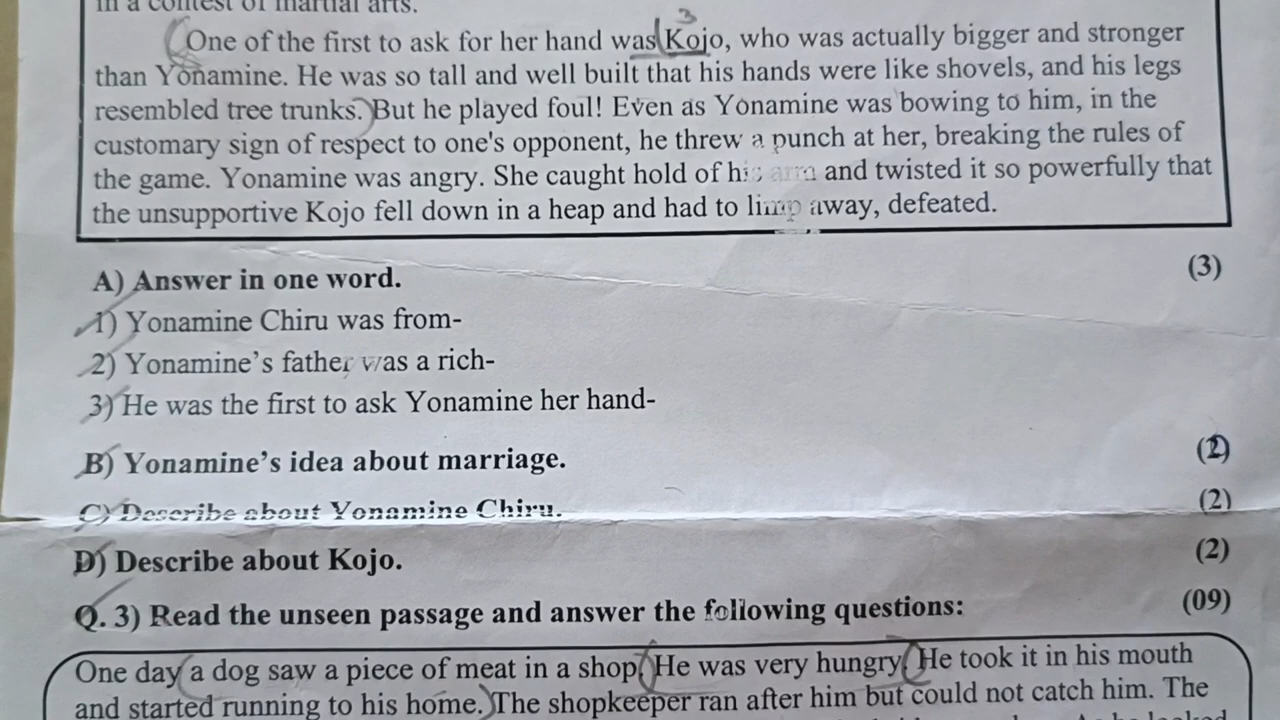 in a contest of martial arts.
3
One of the first to ask for her hand was Kojo, who was actually bigger and stronger
than Yonamine. He was so tall and well built that his hands were like shovels, and his legs
resembled tree trunks. But he played foul! Even as Yonamine was bowing to him, in the
customary sign of respect to one's opponent, he threw a punch at her, breaking the rules of
the game. Yonamine was angry. She caught hold of his arm and twisted it so powerfully that
the unsupportive Kojo fell down in a heap and had to limp away, defeated.
A) Answer in one word. (3)
1) Yonamine Chiru was from-
2) Yonamine's father was a rich-
3) He was the first to ask Yonamine her hand-
B) Yonamine's idea about marriage. (2)
C) Describe about Yonamine Chiru. (2)
D) Describe about Kojo. (2)
Q. 3) Read the unseen passage and answer the following questions: (09)
One day a dog saw a piece of meat in a shop. He was very hungry. He took it in his mouth
and started running to his home. The shopkeeper ran after him but could not catch him. The
looked